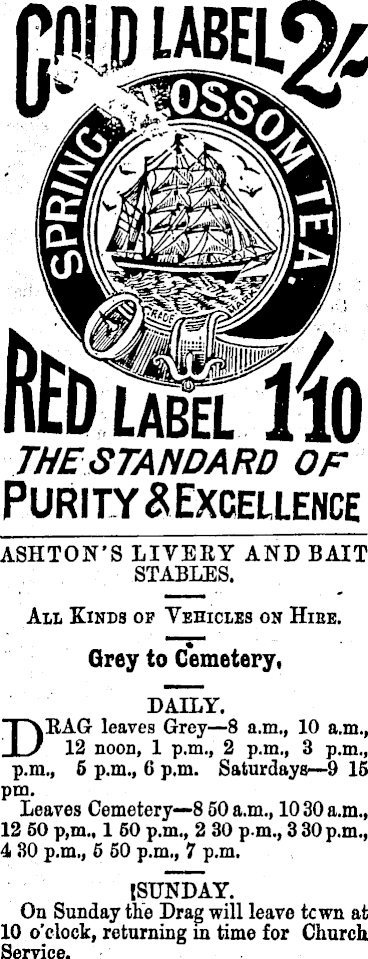 GOLD LABEL 2/-
SPRING BLOSSOM TEA.
TRADE MARK
RED LABEL 1/10
THE STANDARD OF
PURITY & EXCELLENCE
ASHTON'S LIVERY AND BAIT
STABLES.
ALL KINDS OF VEHICLES ON HIRE.
Grey to Cemetery,
DAILY.
DRAG leaves Grey—8 a.m., 10 a.m.,
12 noon, 1 p.m., 2 p.m., 3 p.m.,
p.m., 5 p.m., 6 p.m. Saturdays—9 15
pm.
Leaves Cemetery—8 50 a.m., 10 30 a.m.,
12 50 p,m., 1 50 p.m., 2 30 p.m., 3 30 p.m.,
4 30 p.m., 5 50 p.m., 7 p.m.
SUNDAY.
On Sunday the Drag will leave town at
10 o'clock, returning in time for Church
Service.